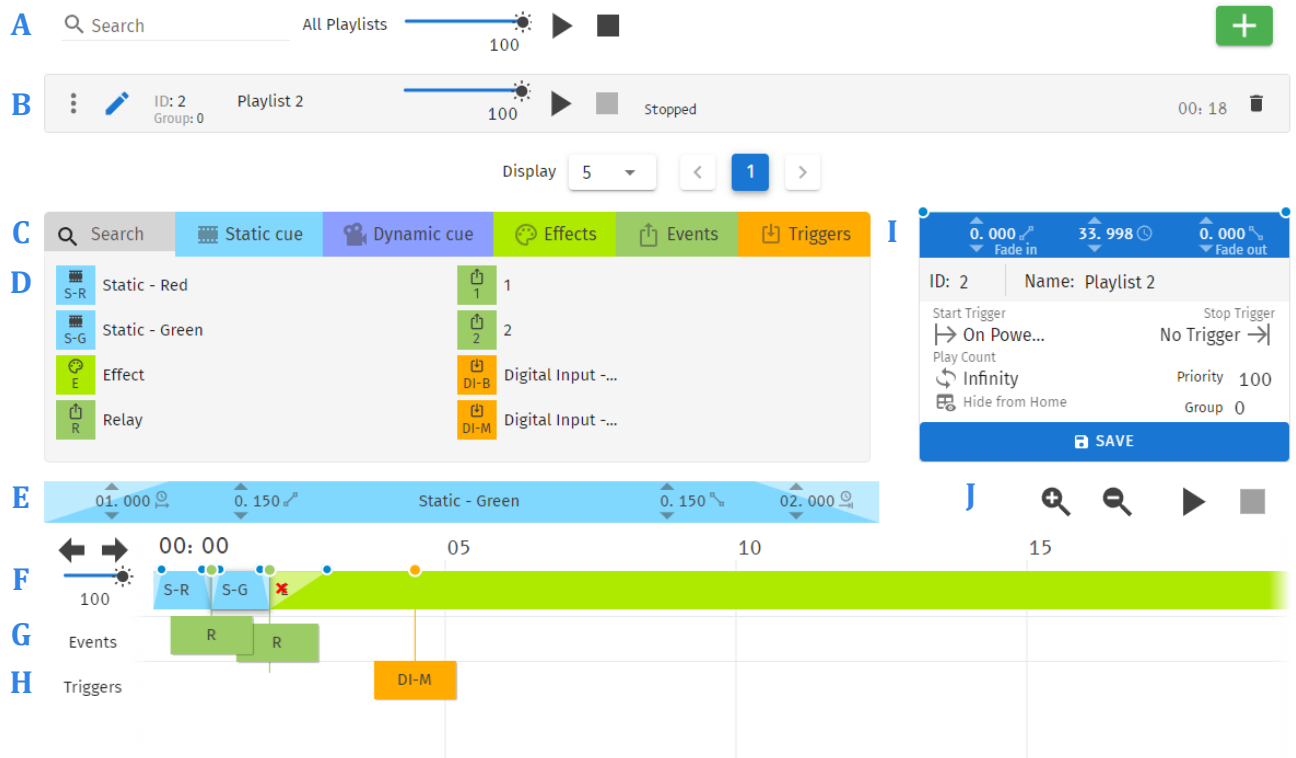 A Search All Playlists 100
B ID: 2 Playlist 2 100 Stopped 00: 18
Group: 0
Display 5 1
C Search Static cue Dynamic cue Effects Events Triggers
D S-R Static - Red 1 1
S-G Static - Green 2 2
E Effect DI-B Digital Input -...
R Relay DI-M Digital Input -...
I 0. 000 33. 998 0. 000
Fade in Fade out
ID: 2 Name: Playlist 2
Start Trigger Stop Trigger
On Powe... No Trigger
Play Count
Infinity Priority 100
Hide from Home Group 0
SAVE
E 01. 000 0. 150 Static - Green 0. 150 02. 000 J
00: 00 05 10 15
F 100 S-R S-G
G Events R R
H Triggers DI-M